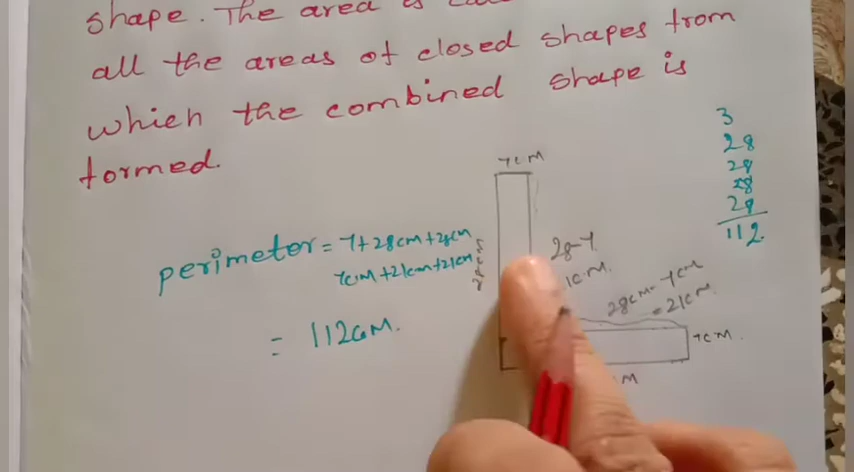 shape. The area is
all the areas of closed shapes from
which the combined shape is
formed.
7cM
perimeter = 7+28cm+28cm
7cM+21cm+21cm
28-7
1cM.
28cM-7cM
=21cM.
7cM.
M
= 112cM.
3
28
28
28
28
112.